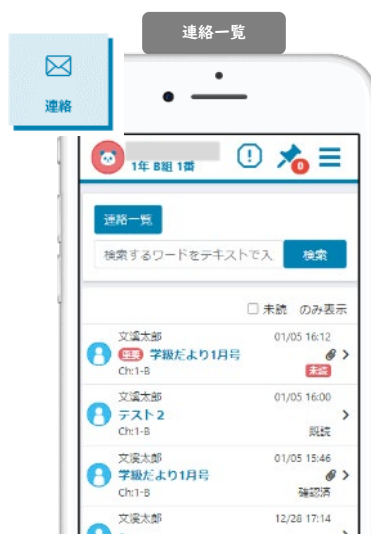 連絡一覧
連絡
1年 B組 1番
0
連絡一覧
検索するワードをテキストで入
検索
未読 のみ表示
文溪太郎 01/05 16:12
重要 学級だより1月号
Ch:1-B 未読
文溪太郎 01/05 16:00
テスト2
Ch:1-B 既読
文溪太郎 01/05 15:46
学級だより1月号
Ch:1-B 確認済
文溪太郎 12/28 17:14